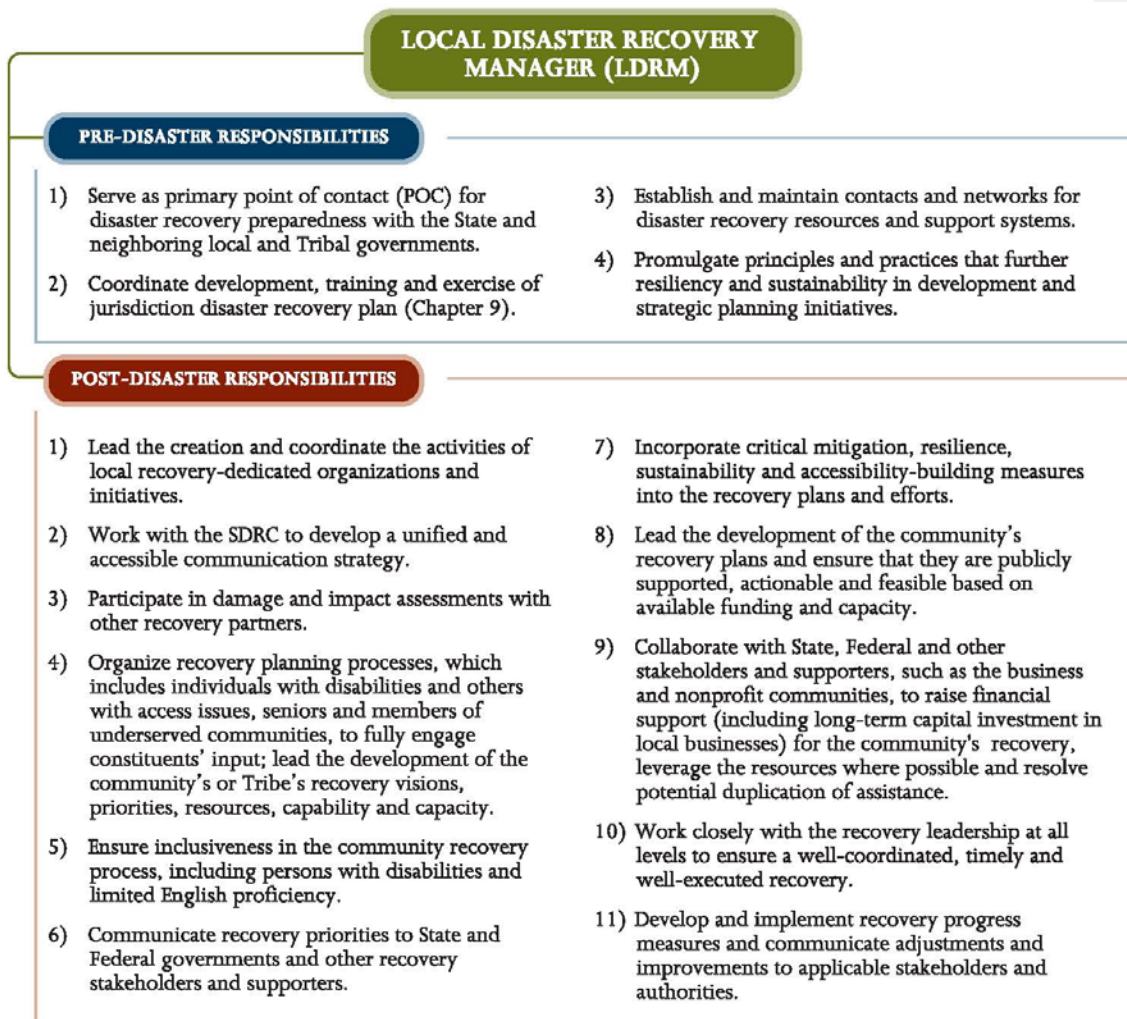 LOCAL DISASTER RECOVERY
MANAGER (LDRM)
PRE-DISASTER RESPONSIBILITIES
1) Serve as primary point of contact (POC) for
disaster recovery preparedness with the State and
neighboring local and Tribal governments.
2) Coordinate development, training and exercise of
jurisdiction disaster recovery plan (Chapter 9).
3) Establish and maintain contacts and networks for
disaster recovery resources and support systems.
4) Promulgate principles and practices that further
resiliency and sustainability in development and
strategic planning initiatives.
POST-DISASTER RESPONSIBILITIES
1) Lead the creation and coordinate the activities of
local recovery-dedicated organizations and
initiatives.
2) Work with the SDRC to develop a unified and
accessible communication strategy.
3) Participate in damage and impact assessments with
other recovery partners.
4) Organize recovery planning processes, which
includes individuals with disabilities and others
with access issues, seniors and members of
underserved communities, to fully engage
constituents' input; lead the development of the
community's or Tribe's recovery visions,
priorities, resources, capability and capacity.
5) Ensure inclusiveness in the community recovery
process, including persons with disabilities and
limited English proficiency.
6) Communicate recovery priorities to State and
Federal governments and other recovery
stakeholders and supporters.
7) Incorporate critical mitigation, resilience,
sustainability and accessibility-building measures
into the recovery plans and efforts.
8) Lead the development of the community's
recovery plans and ensure that they are publicly
supported, actionable and feasible based on
available funding and capacity.
9) Collaborate with State, Federal and other
stakeholders and supporters, such as the business
and nonprofit communities, to raise financial
support (including long-term capital investment in
local businesses) for the community's recovery,
leverage the resources where possible and resolve
potential duplication of assistance.
10) Work closely with the recovery leadership at all
levels to ensure a well-coordinated, timely and
well-executed recovery.
11) Develop and implement recovery progress
measures and communicate adjustments and
improvements to applicable stakeholders and
authorities.